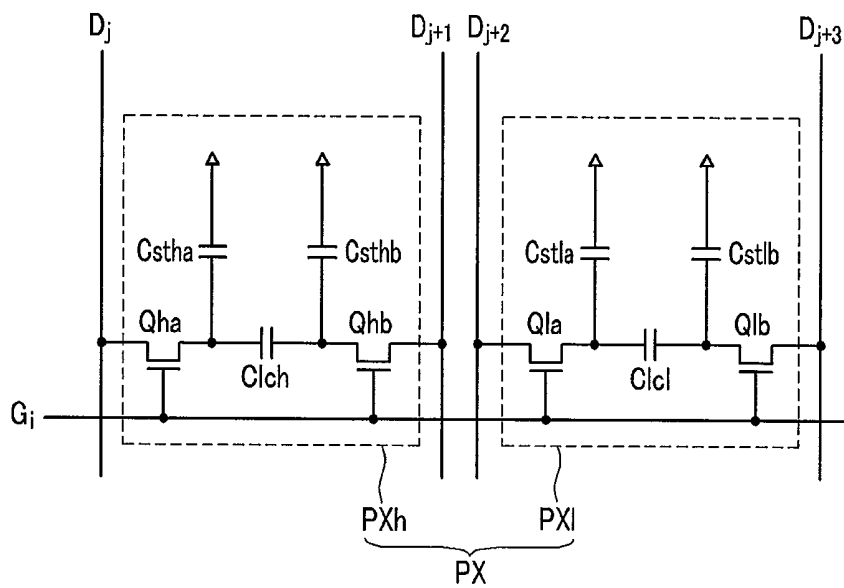 Dj Dj+1 Dj+2 Dj+3
Cstha Csthb Cstla Cstlb
Qha Qhb Qla Qlb
Clch Clcl
Gi
PXh PXl
PX